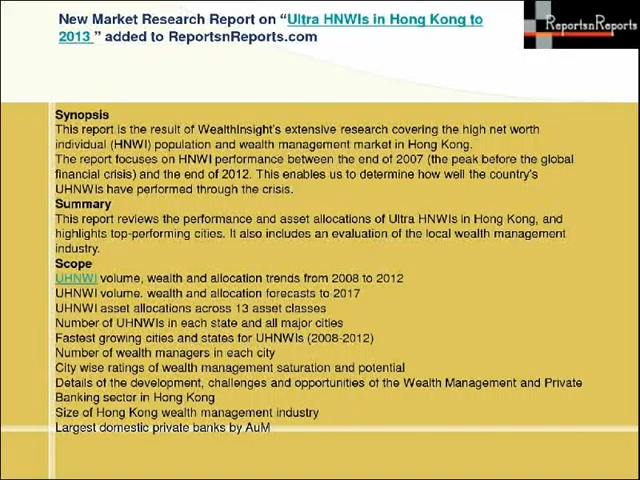 New Market Research Report on “Ultra HNWIs in Hong Kong to
2013 ” added to ReportsnReports.com
ReportsnReports
Synopsis
This report is the result of WealthInsight's extensive research covering the high net worth
individual (HNWI) population and wealth management market in Hong Kong.
The report focuses on HNWI performance between the end of 2007 (the peak before the global
financial crisis) and the end of 2012. This enables us to determine how well the country's
UHNWIs have performed through the crisis.
Summary
This report reviews the performance and asset allocations of Ultra HNWIs in Hong Kong, and
highlights top-performing cities. It also includes an evaluation of the local wealth management
industry.
Scope
UHNWI volume, wealth and allocation trends from 2008 to 2012
UHNWI volume. wealth and allocation forecasts to 2017
UHNWI asset allocations across 13 asset classes
Number of UHNWIs in each state and all major cities
Fastest growing cities and states for UHNWIs (2008-2012)
Number of wealth managers in each city
City wise ratings of wealth management saturation and potential
Details of the development, challenges and opportunities of the Wealth Management and Private
Banking sector in Hong Kong
Size of Hong Kong wealth management industry
Largest domestic private banks by AuM